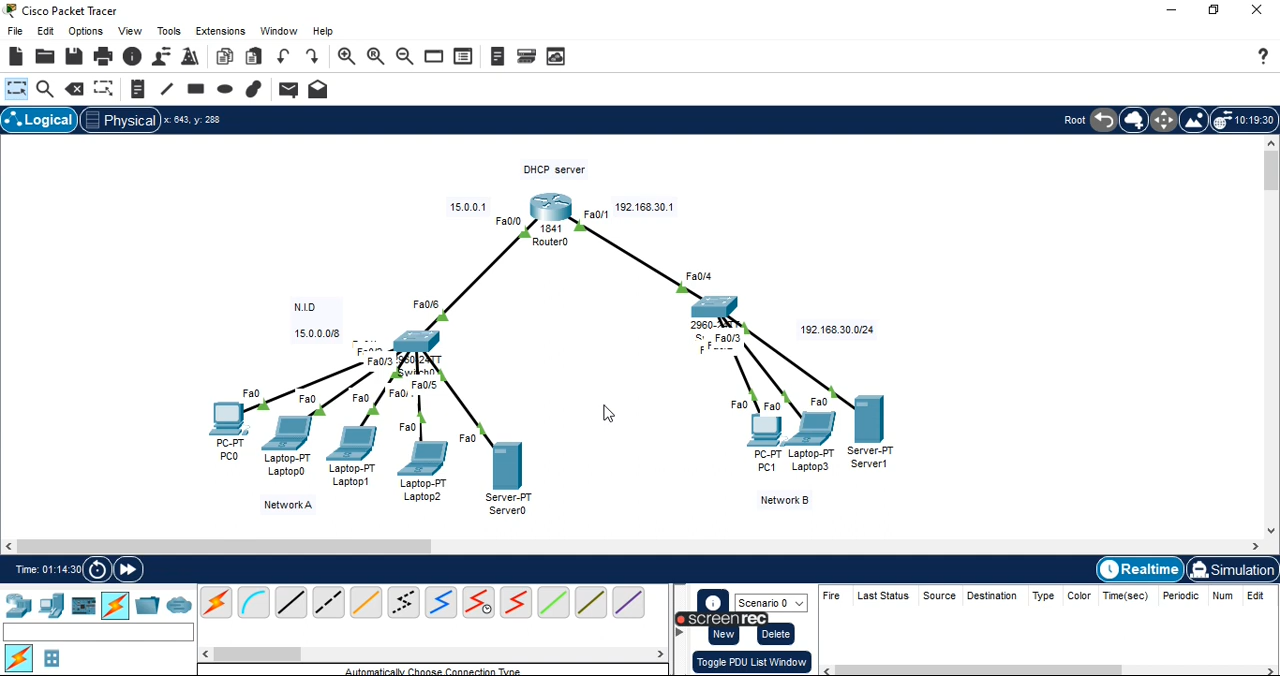 Cisco Packet Tracer
File Edit Options View Tools Extensions Window Help
Logical Physical x: 643, y: 288 Root 10:19:30
DHCP server
15.0.0.1 192.168.30.1
Fa0/0 Fa0/1
1841
Router0
Fa0/4
Fa0/6
N.I.D
15.0.0.0/8
192.168.30.0/24
Fa0/3
Fa0/3
Fa0/5
Fa0 Fa0 Fa0 Fa0 Fa0
Fa0 Fa0 Fa0
PC-PT
PC0
Laptop-PT
Laptop0
Laptop-PT
Laptop1
Laptop-PT
Laptop2
Server-PT
Server0
PC-PT
PC1
Laptop-PT
Laptop3
Server-PT
Server1
Network A
Network B
Time: 01:14:30 Realtime Simulation
Scenario 0
screenrec
New Delete
Toggle PDU List Window
Fire Last Status Source Destination Type Color Time(sec) Periodic Num Edit
Automatically Choose Connection Type